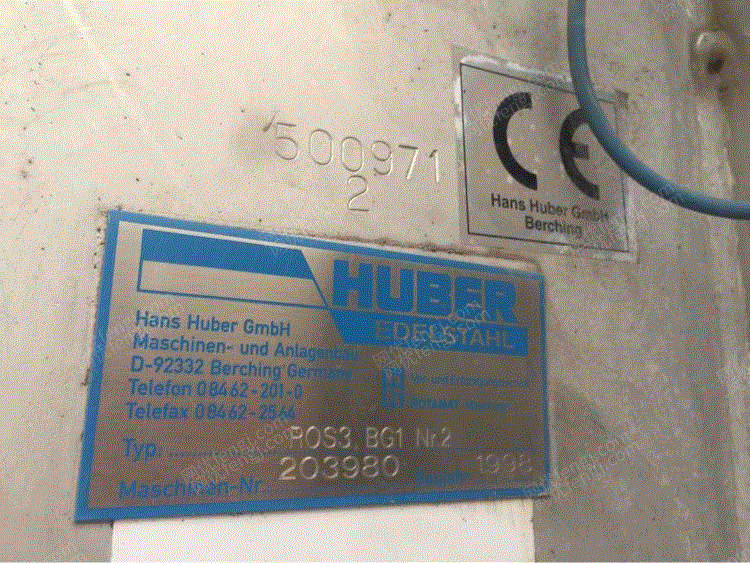 500971
2
CE
Hans Huber GmbH
Berching
HUBER
EDELSTAHL
Hans Huber GmbH
Maschinen- und Anlagenbau
D-92332 Berching Germany
Telefon 08462-201-0
Telefax 08462-2564
Typ: ROS3 BG1 Nr.2
Maschinen-Nr 203980 1998